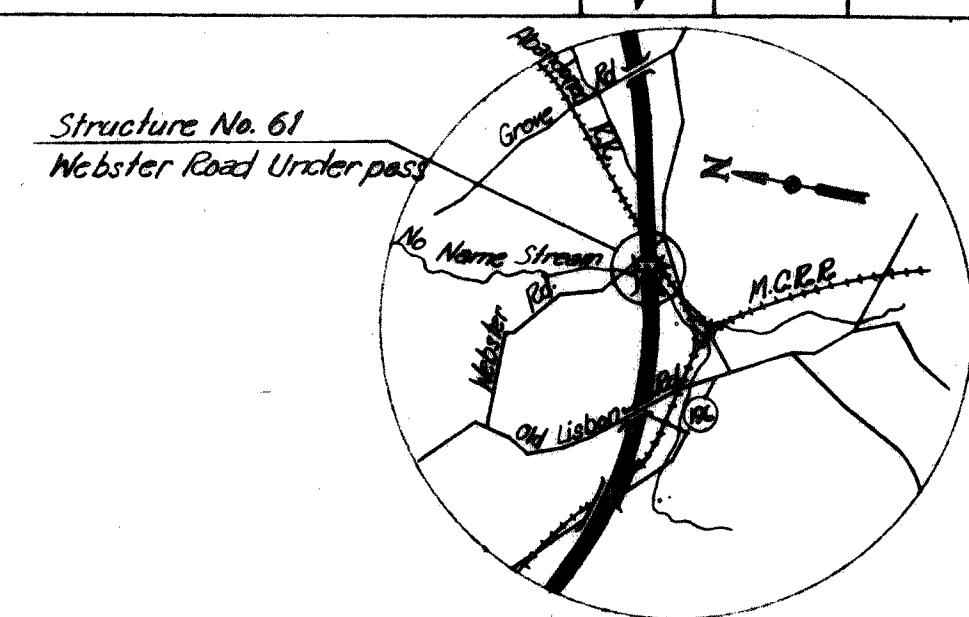 Structure No. 61
Webster Road Underpass
Abandoned
R.R.
Grove Rd
N
No Name Stream
Webster Rd.
M.C.R.R.
Old Lisbon Rd.
196